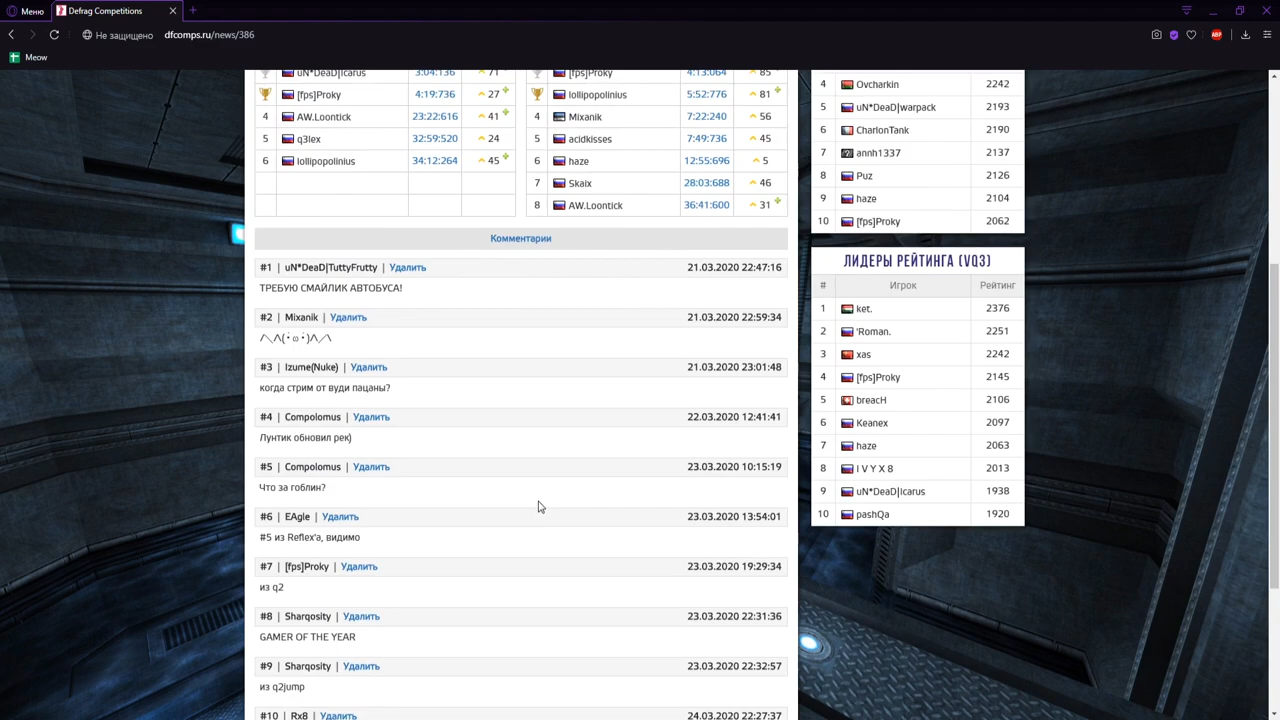 Меню
Defrag Competitions
Не защищено
dfcomps.ru/news/386
ABP
Meow
uN*DeaD|Icarus 3:04:136 71
[fps]Proky 4:19:736 27
4 AW.Loontick 23:22:616 41
5 q3lex 32:59:520 24
6 lollipopolinius 34:12:264 45
[fps]Proky 4:13:064 85
lollipopolinius 5:52:776 81
4 Mixanik 7:22:240 56
5 acidkisses 7:49:736 45
6 haze 12:55:696 5
7 Skaix 28:03:688 46
8 AW.Loontick 36:41:600 31
Комментарии
#1 | uN*DeaD|TuttyFrutty | Удалить 21.03.2020 22:47:16
ТРЕБУЮ СМАЙЛИК АВТОБУСА!
#2 | Mixanik | Удалить 21.03.2020 22:59:34
/╲/\(･̀ω･́)/\╱\
#3 | Izume(Nuke) | Удалить 21.03.2020 23:01:48
когда стрим от вуди пацаны?
#4 | Compolomus | Удалить 22.03.2020 12:41:41
Лунтик обновил рек)
#5 | Compolomus | Удалить 23.03.2020 10:15:19
Что за гоблин?
#6 | EAgle | Удалить 23.03.2020 13:54:01
#5 из Reflex'а, видимо
#7 | [fps]Proky | Удалить 23.03.2020 19:29:34
из q2
#8 | Sharqosity | Удалить 23.03.2020 22:31:36
GAMER OF THE YEAR
#9 | Sharqosity | Удалить 23.03.2020 22:32:57
из q2jump
#10 | Rx8 | Удалить 24.03.2020 22:27:37
4 Ovcharkin 2242
5 uN*DeaD|warpack 2193
6 CharlonTank 2190
7 annh1337 2137
8 Puz 2126
9 haze 2104
10 [fps]Proky 2062
ЛИДЕРЫ РЕЙТИНГА (VQ3)
# Игрок Рейтинг
1 ket. 2376
2 'Roman. 2251
3 xas 2242
4 [fps]Proky 2145
5 breacH 2106
6 Keanex 2097
7 haze 2063
8 I V Y X 8 2013
9 uN*DeaD|Icarus 1938
10 pashQa 1920